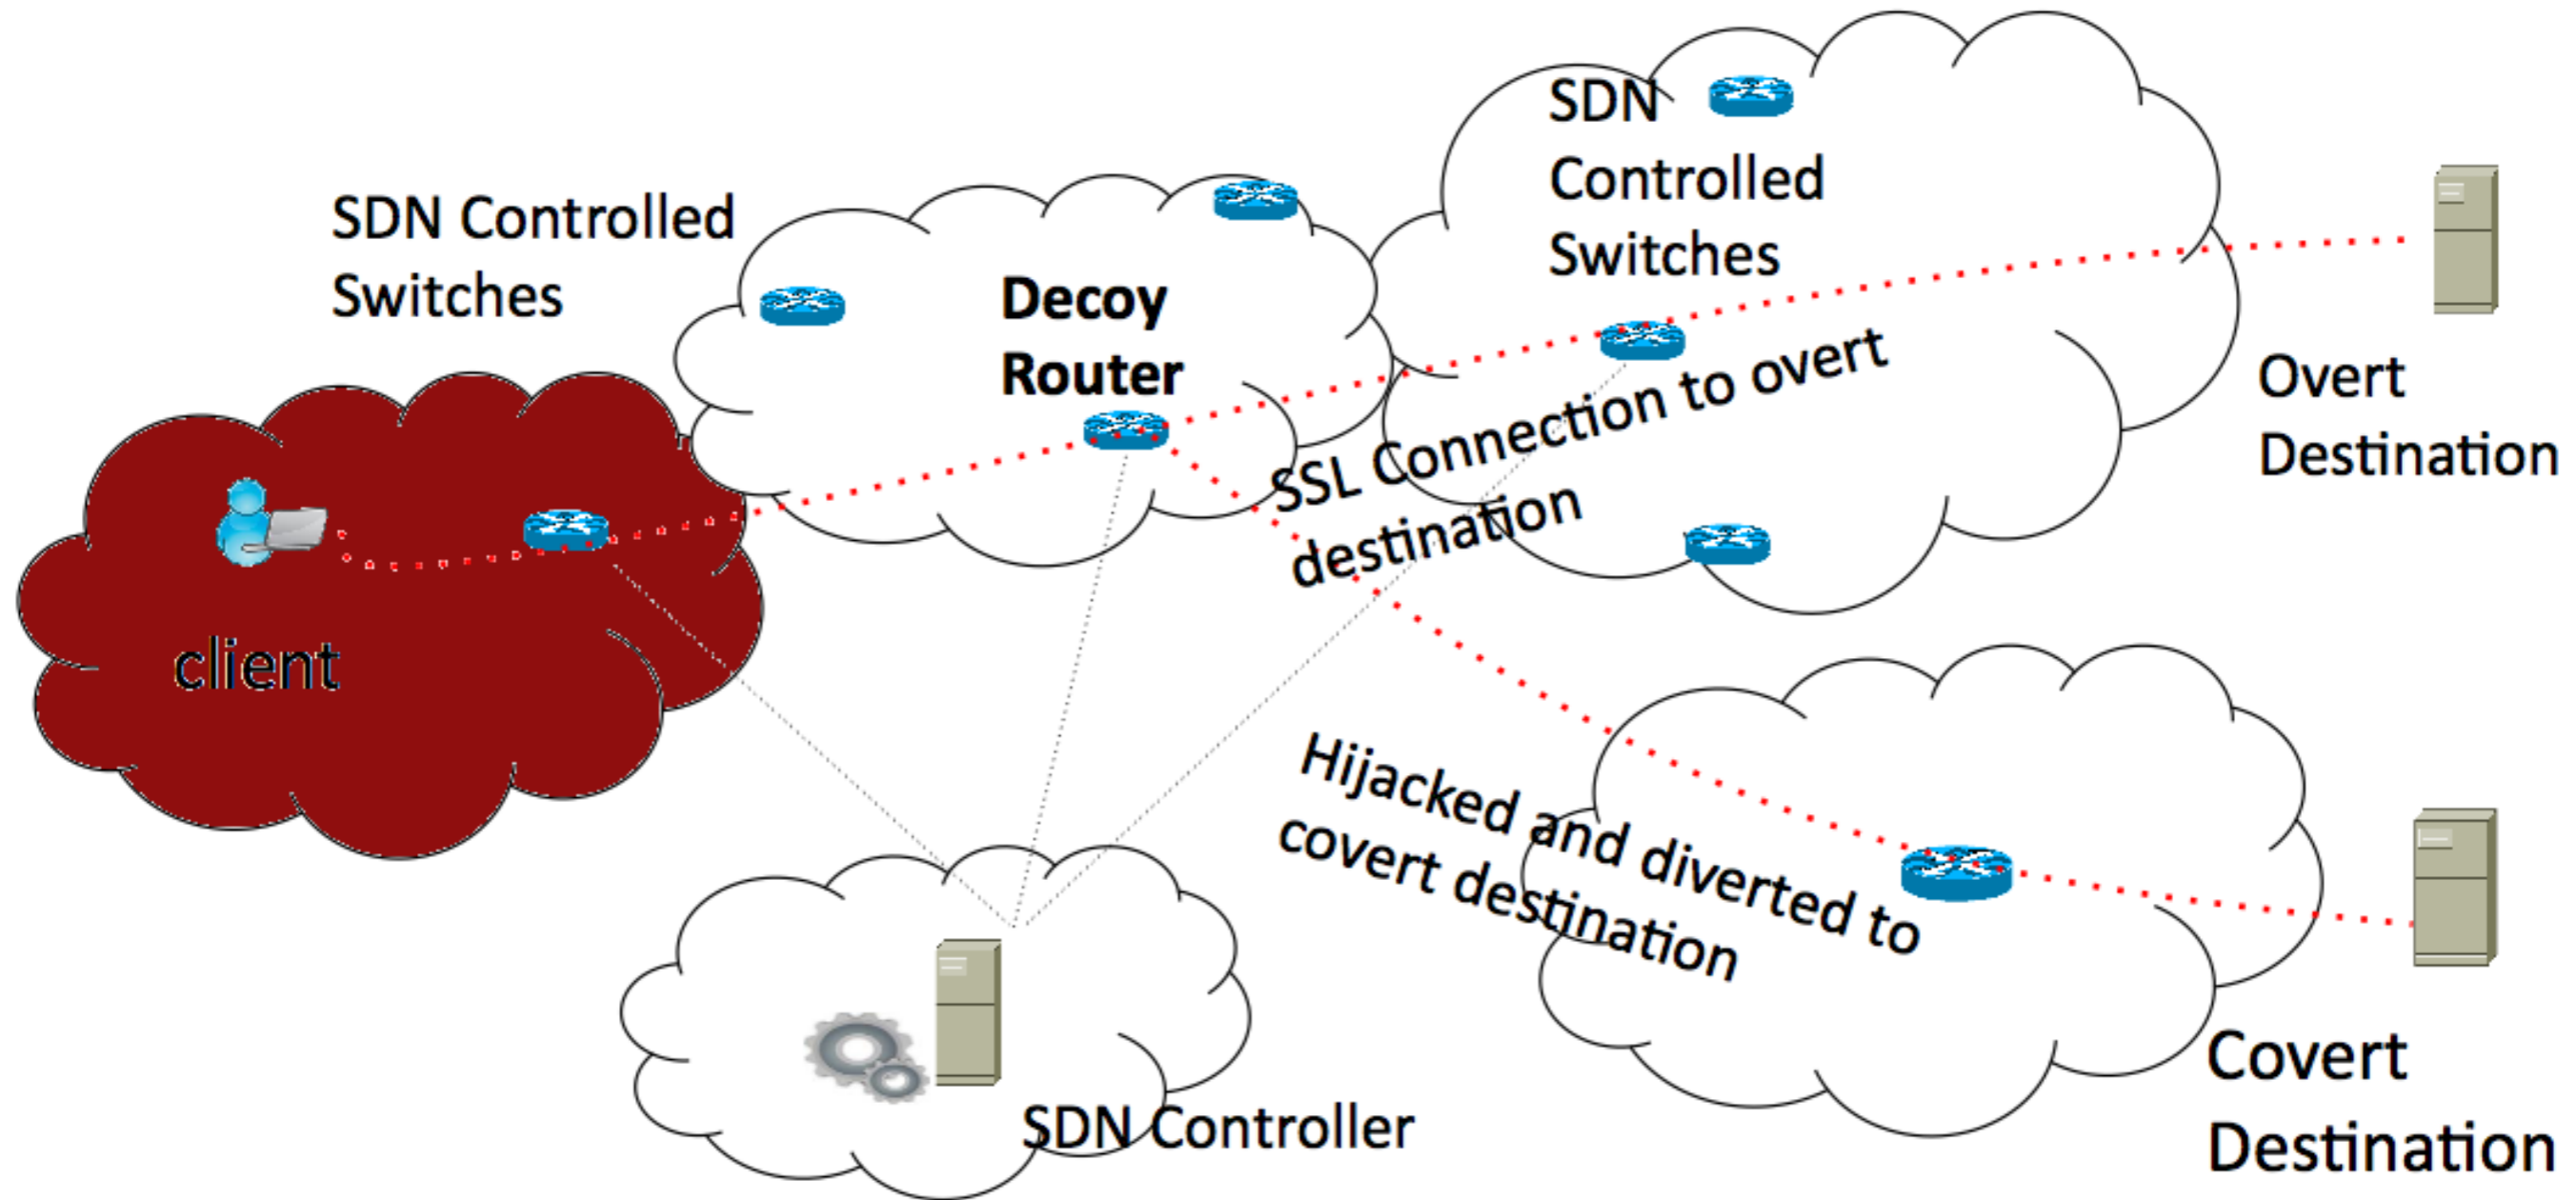 SDN Controlled
Switches
SDN
Controlled
Switches
Decoy
Router
SSL Connection to overt
destination
Overt
Destination
client
Hijacked and diverted to
covert destination
SDN Controller
Covert
Destination